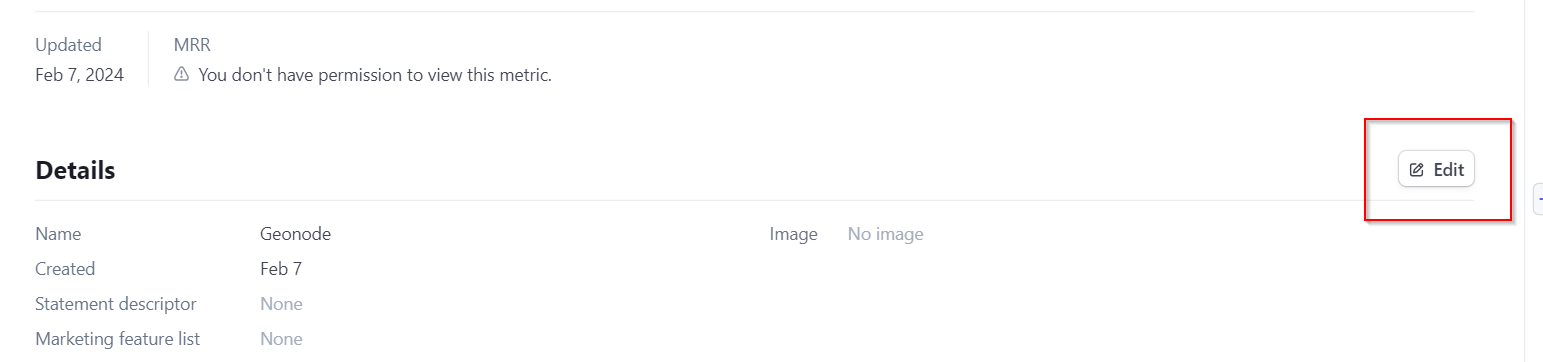 Updated MRR
Feb 7, 2024 You don't have permission to view this metric.
Details Edit
Name Geonode Image No image
Created Feb 7
Statement descriptor None
Marketing feature list None